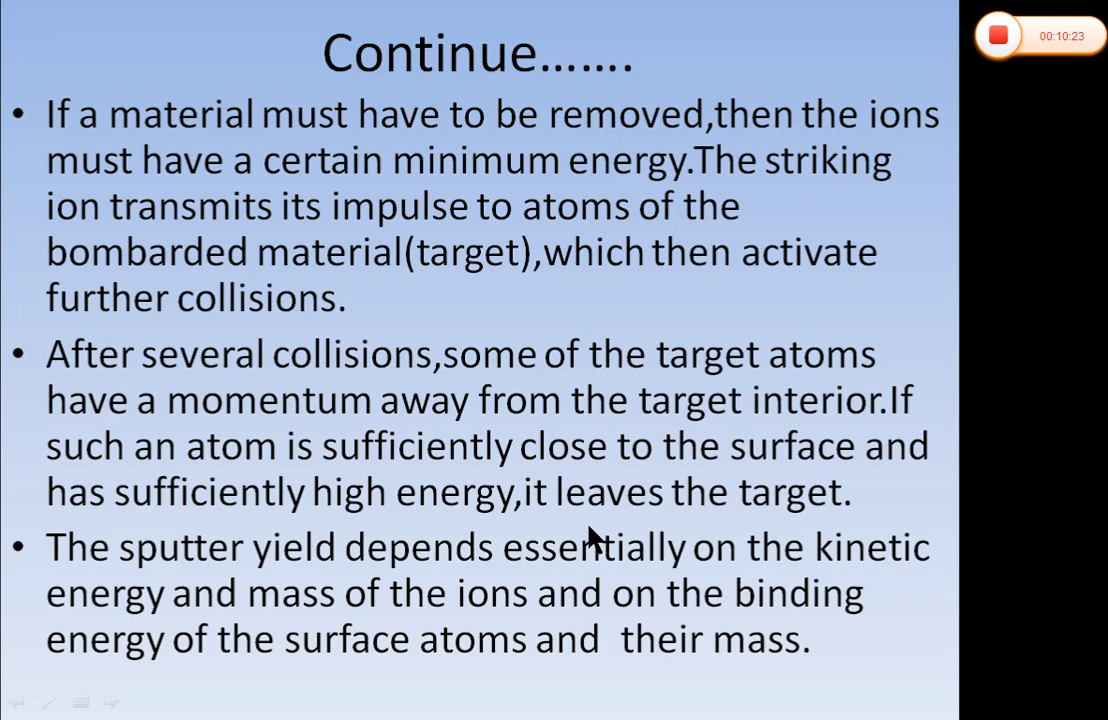 Continue…….
00:10:23
• If a material must have to be removed,then the ions
must have a certain minimum energy.The striking
ion transmits its impulse to atoms of the
bombarded material(target),which then activate
further collisions.
• After several collisions,some of the target atoms
have a momentum away from the target interior.If
such an atom is sufficiently close to the surface and
has sufficiently high energy,it leaves the target.
• The sputter yield depends essentially on the kinetic
energy and mass of the ions and on the binding
energy of the surface atoms and  their mass.